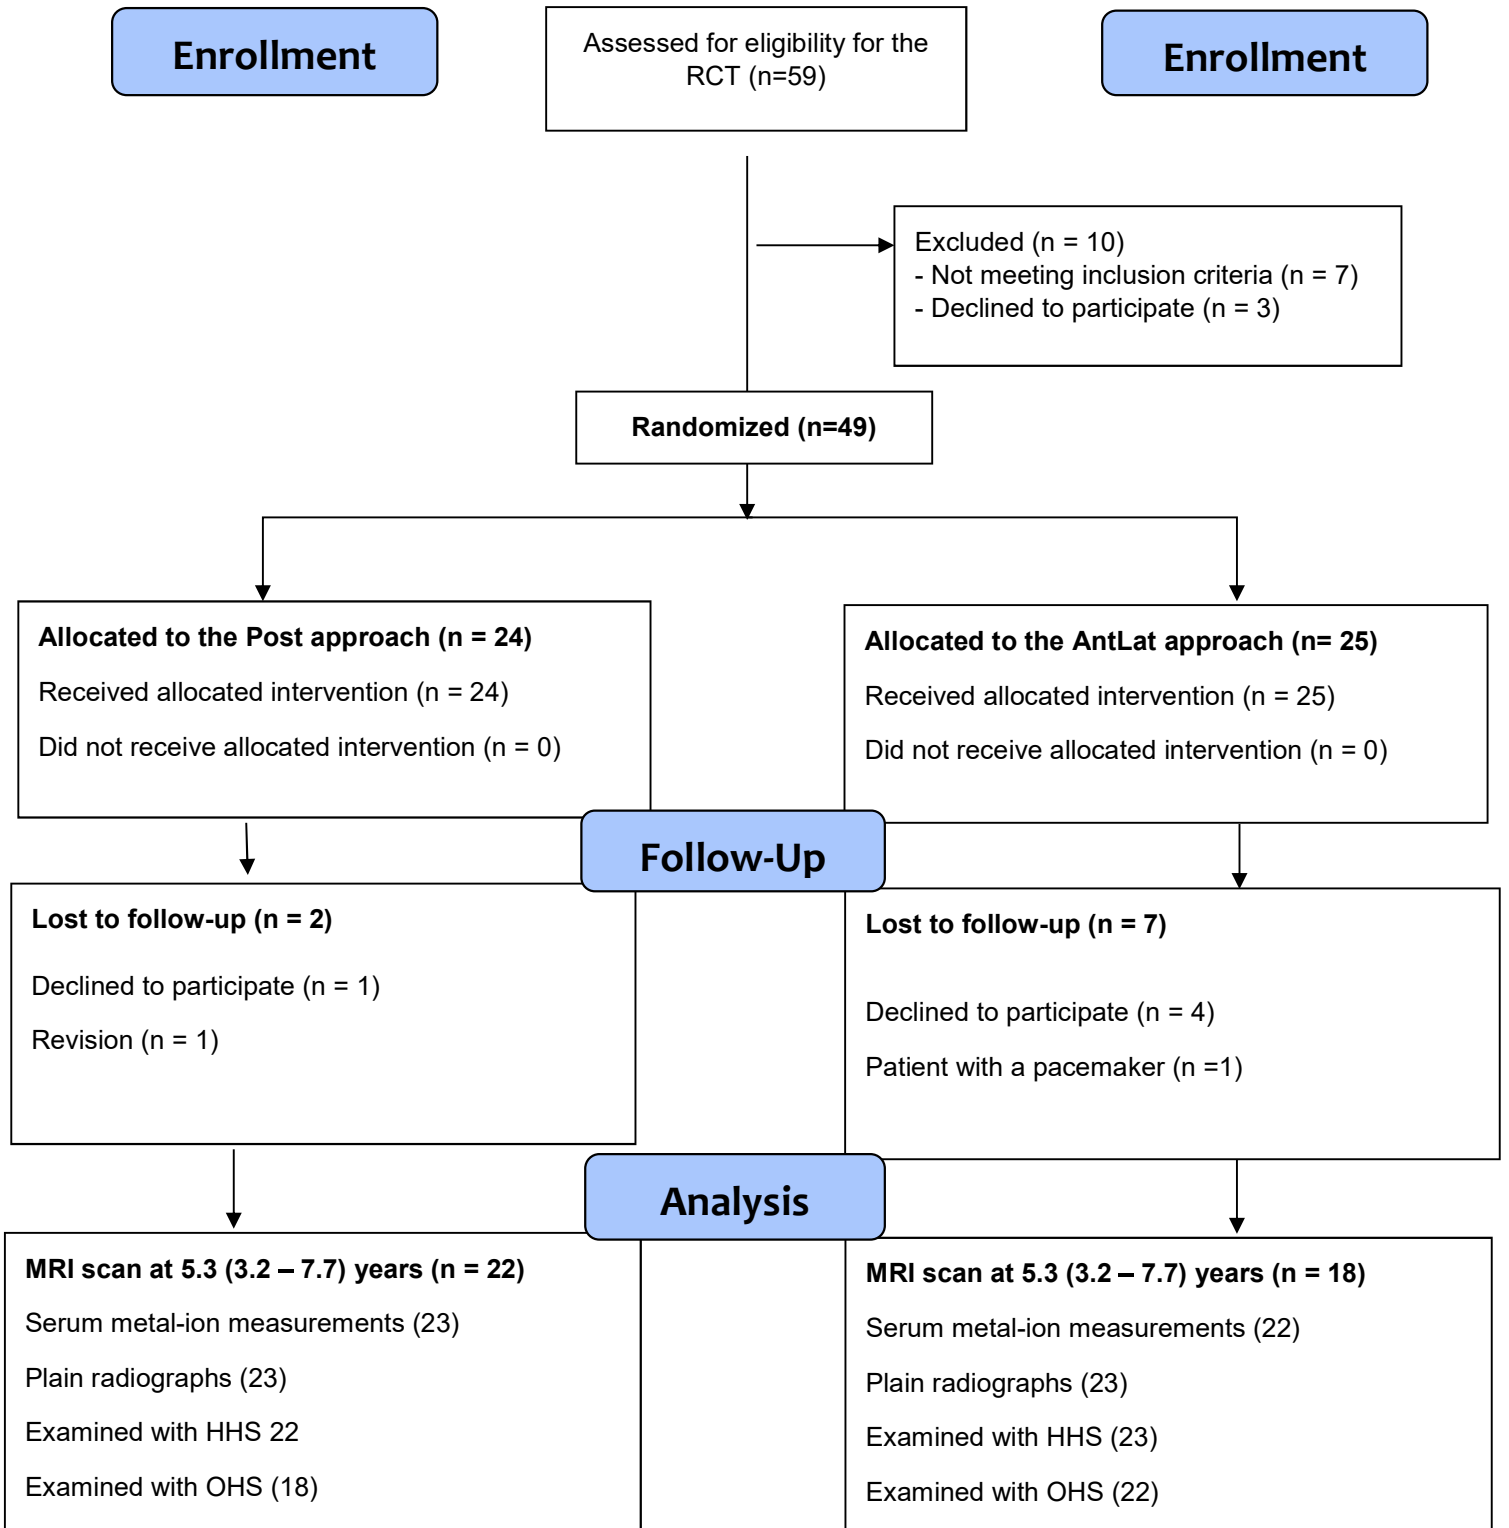 Enrollment
Assessed for eligibility for the
RCT (n=59)
Enrollment
Excluded (n = 10)
- Not meeting inclusion criteria (n = 7)
- Declined to participate (n = 3)
Randomized (n=49)
Allocated to the Post approach (n = 24)
Received allocated intervention (n = 24)
Did not receive allocated intervention (n = 0)
Allocated to the AntLat approach (n= 25)
Received allocated intervention (n = 25)
Did not receive allocated intervention (n = 0)
Follow-Up
Lost to follow-up (n = 2)
Declined to participate (n = 1)
Revision (n = 1)
Lost to follow-up (n = 7)
Declined to participate (n = 4)
Patient with a pacemaker (n =1)
Analysis
MRI scan at 5.3 (3.2 – 7.7) years (n = 22)
Serum metal-ion measurements (23)
Plain radiographs (23)
Examined with HHS 22
Examined with OHS (18)
MRI scan at 5.3 (3.2 – 7.7) years (n = 18)
Serum metal-ion measurements (22)
Plain radiographs (23)
Examined with HHS (23)
Examined with OHS (22)